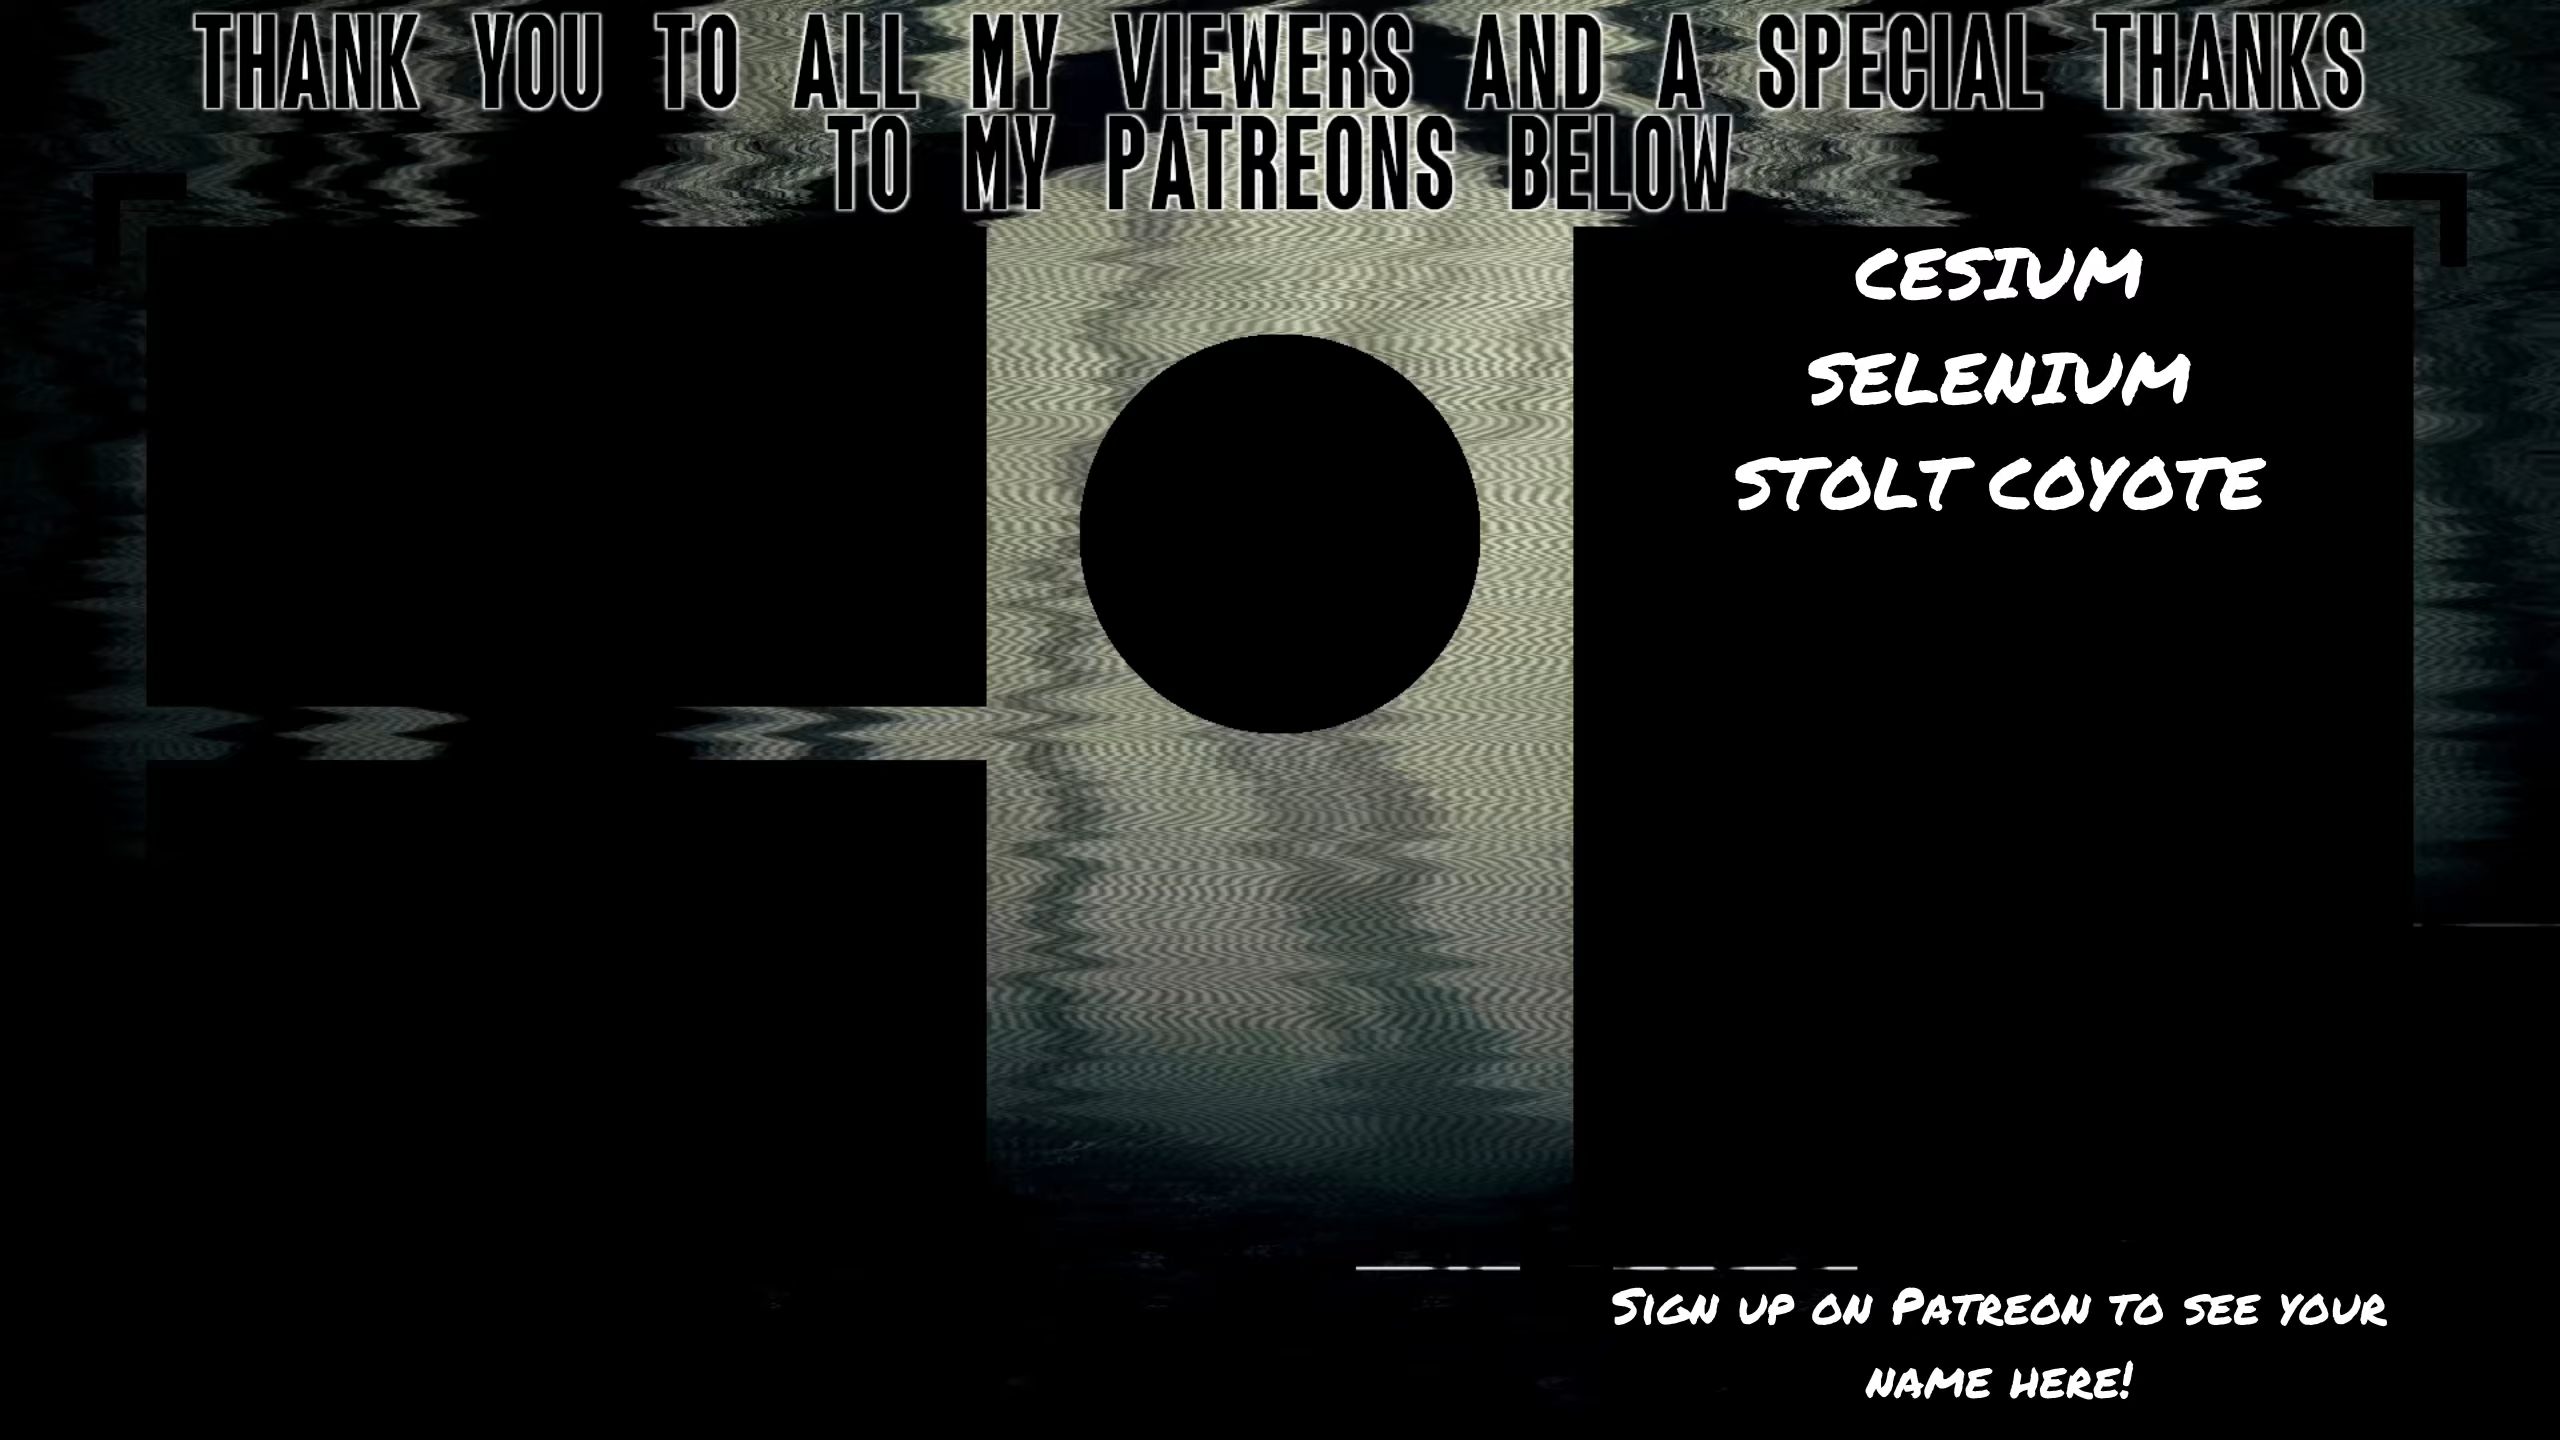 THANK YOU TO ALL MY VIEWERS AND A SPECIAL THANKS
TO MY PATREONS BELOW
CESIUM
SELENIUM
STOLT COYOTE
SIGN UP ON PATREON TO SEE YOUR
NAME HERE!